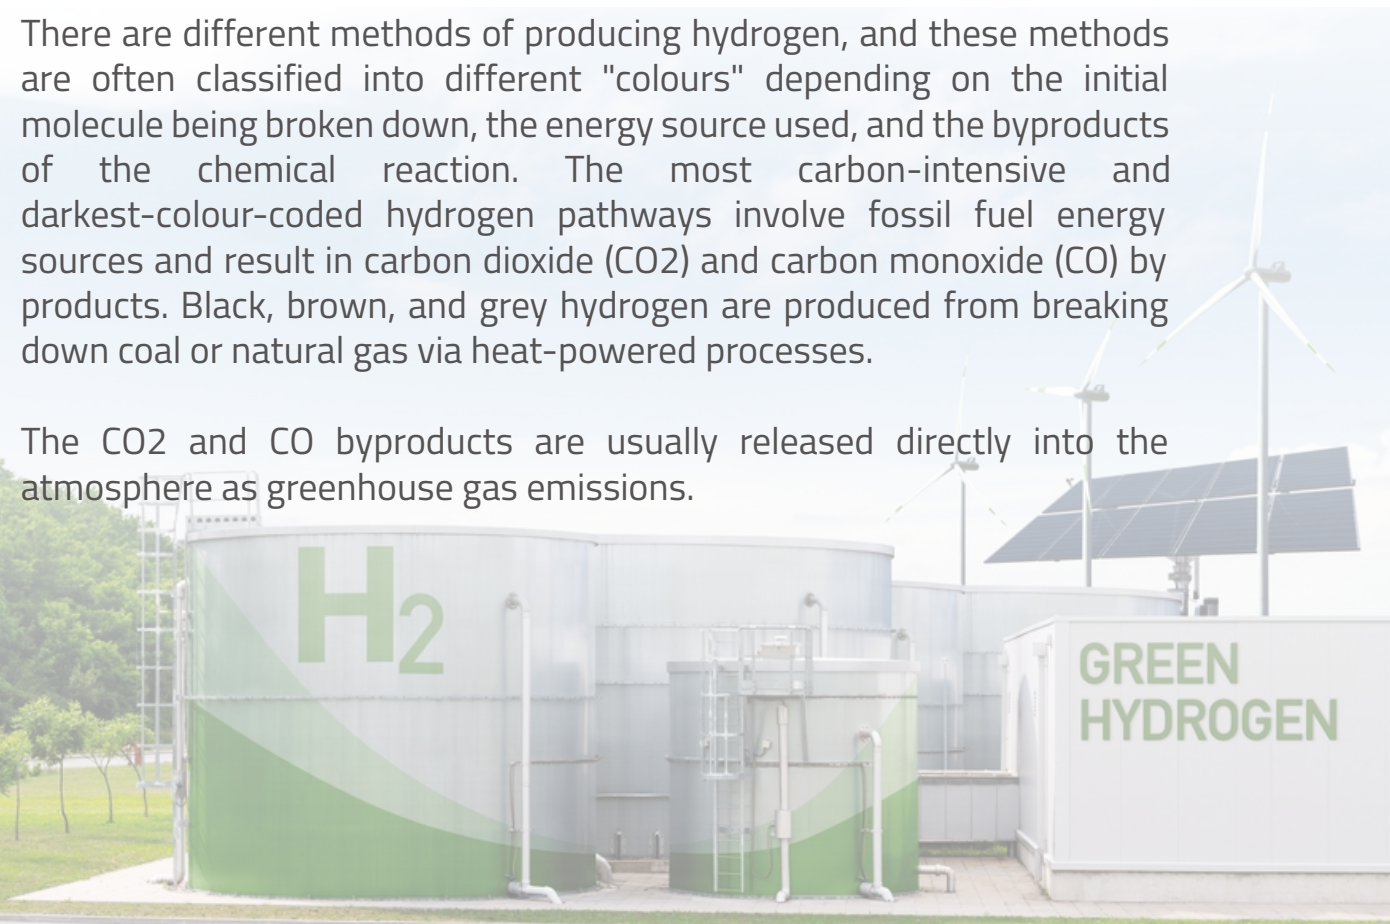 There are different methods of producing hydrogen, and these methods
are often classified into different "colours" depending on the initial
molecule being broken down, the energy source used, and the byproducts
of the chemical reaction. The most carbon-intensive and
darkest-colour-coded hydrogen pathways involve fossil fuel energy
sources and result in carbon dioxide (CO2) and carbon monoxide (CO) by
products. Black, brown, and grey hydrogen are produced from breaking
down coal or natural gas via heat-powered processes.
The CO2 and CO byproducts are usually released directly into the
atmosphere as greenhouse gas emissions.
H2
GREEN
HYDROGEN